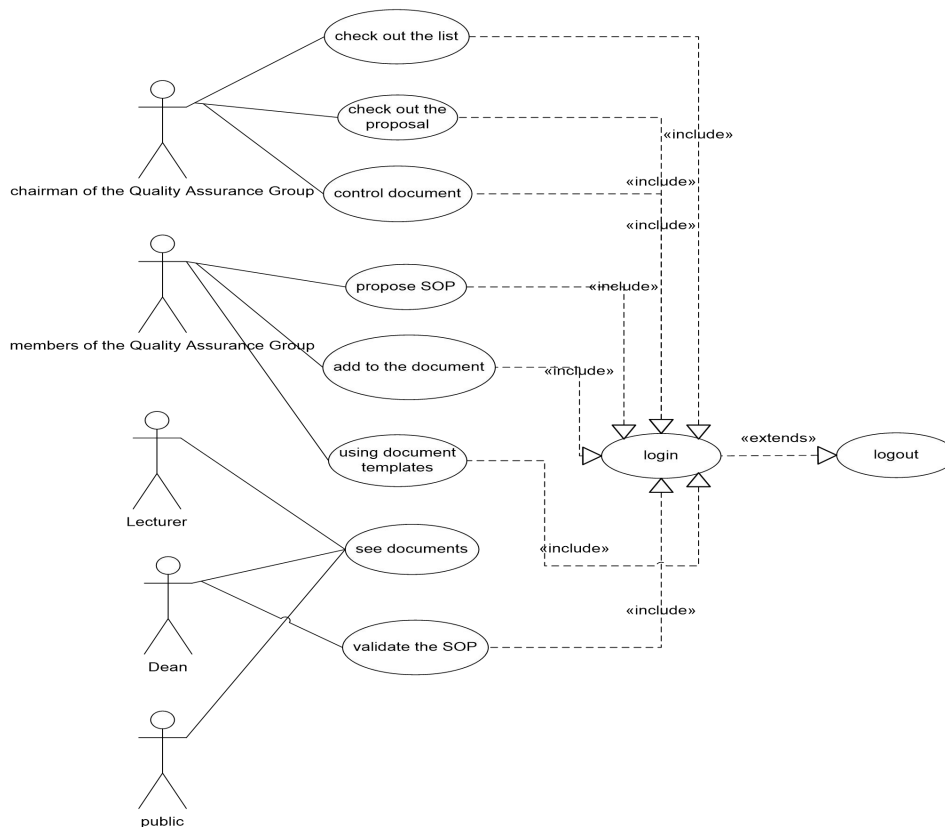 check out the list
check out the
proposal
«include»
chairman of the Quality Assurance Group
control document
«include»
«include»
propose SOP
«include»
members of the Quality Assurance Group
add to the document
«include»
using document
templates
login
«extends»
logout
Lecturer
see documents
«include»
«include»
Dean
validate the SOP
public